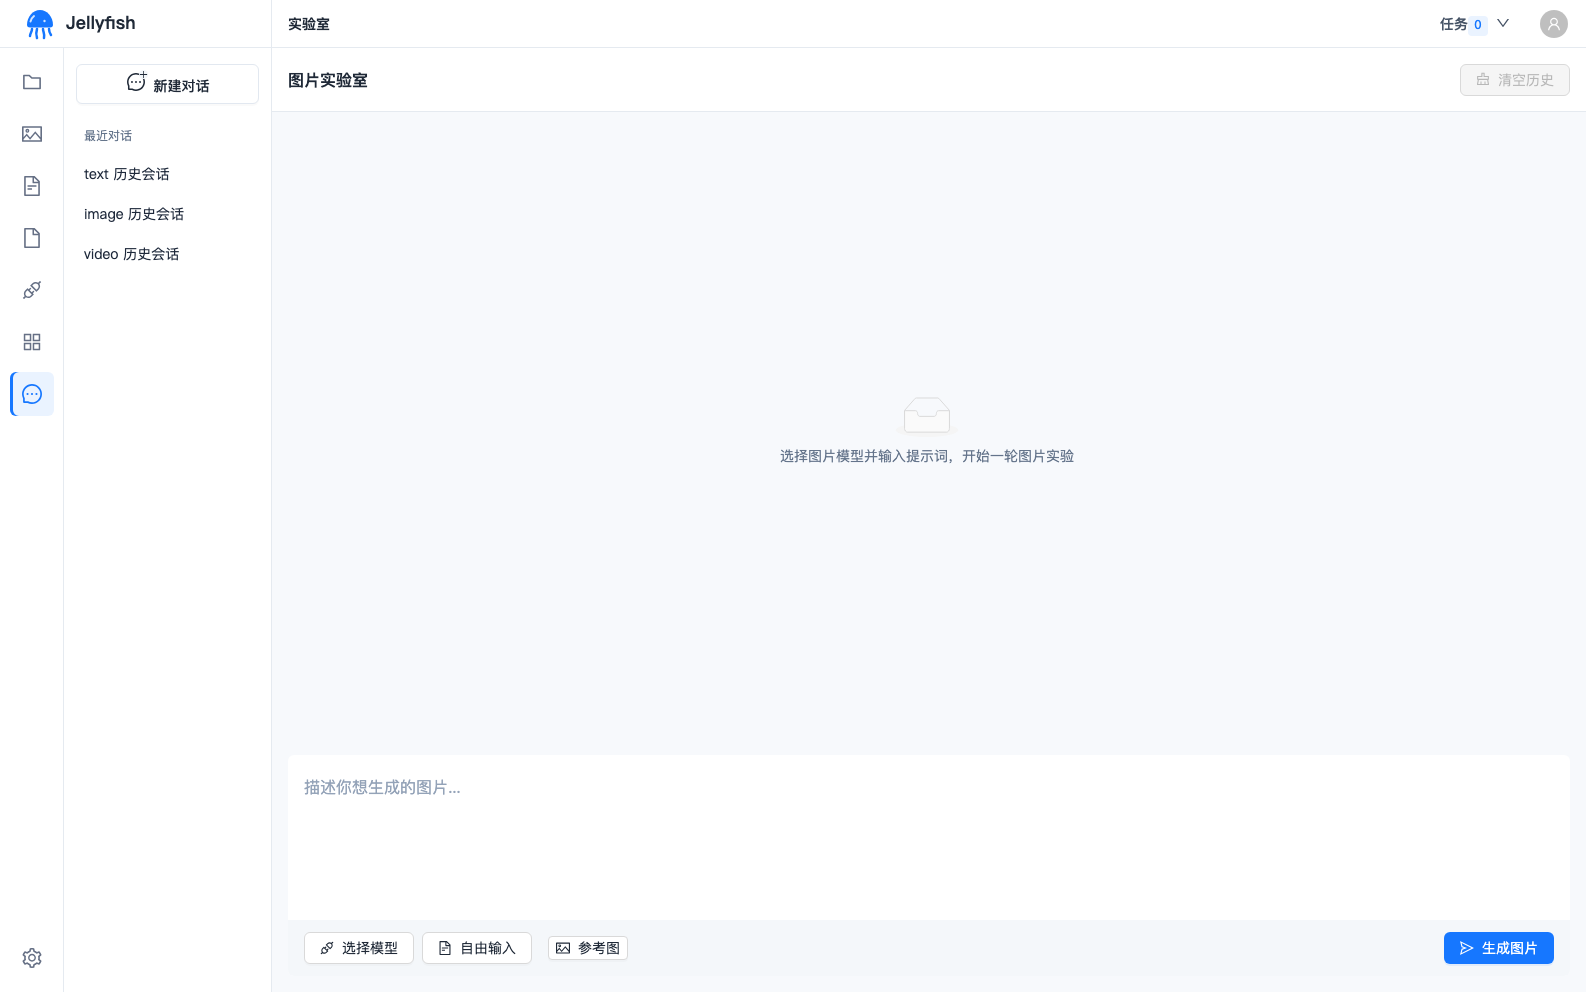 Jellyfish
实验室
任务 0
新建对话
图片实验室
清空历史
最近对话
text 历史会话
image 历史会话
video 历史会话
选择图片模型并输入提示词，开始一轮图片实验
描述你想生成的图片...
选择模型
自由输入
参考图
生成图片